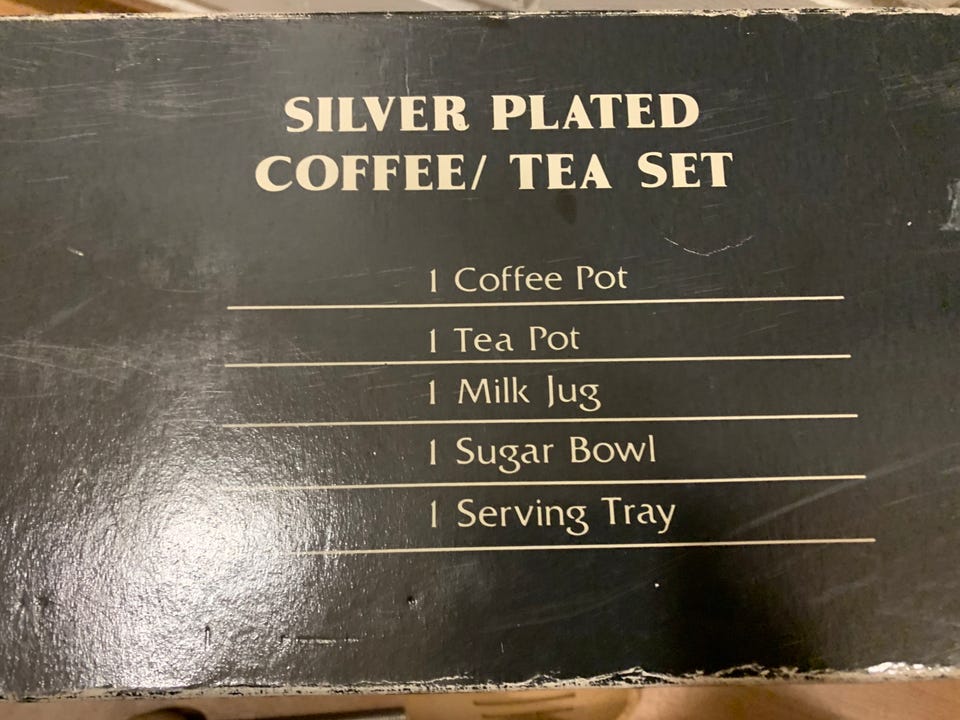 SILVER PLATED
COFFEE/ TEA SET
1 Coffee Pot
1 Tea Pot
1 Milk Jug
1 Sugar Bowl
1 Serving Tray